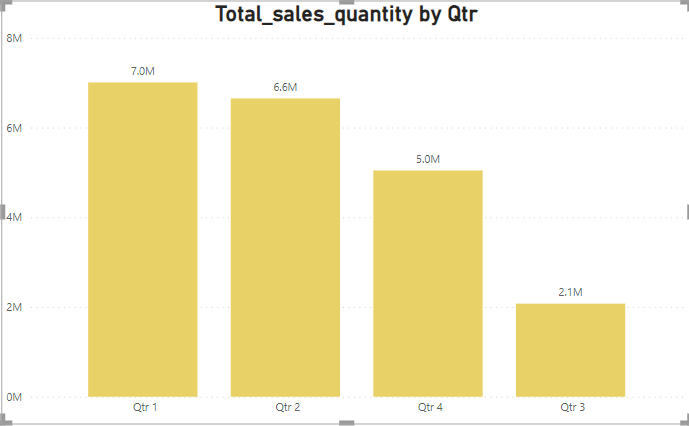 Total_sales_quantity by Qtr
8M
6M
4M
2M
0M
7.0M
6.6M
5.0M
2.1M
Qtr 1
Qtr 2
Qtr 4
Qtr 3